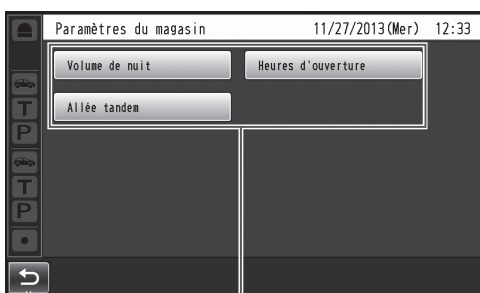 Paramètres du magasin 11/27/2013(Mer) 12:33
Volume de nuit Heures d'ouverture
Allée tandem
T
P
T
P